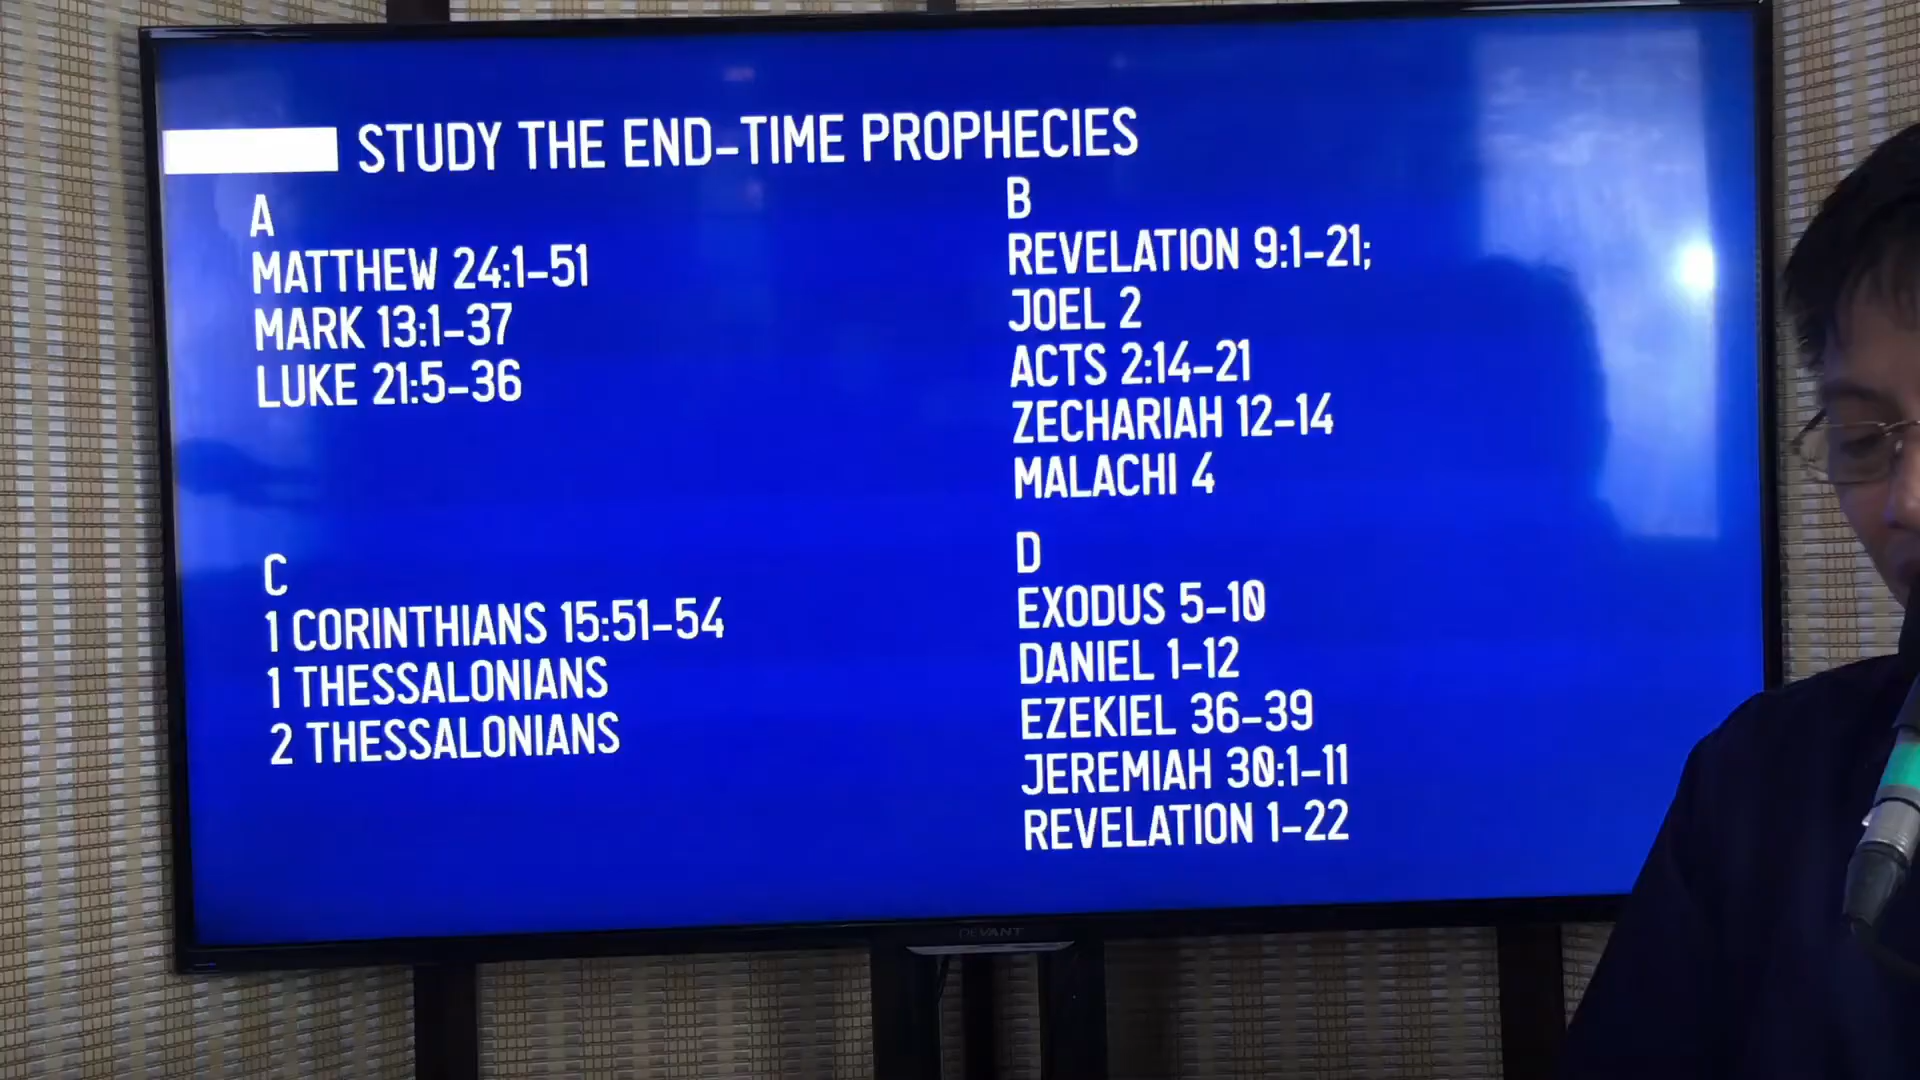 STUDY THE END-TIME PROPHECIES
A
MATTHEW 24:1-51
MARK 13:1-37
LUKE 21:5-36
B
REVELATION 9:1-21;
JOEL 2
ACTS 2:14-21
ZECHARIAH 12-14
MALACHI 4
C
1 CORINTHIANS 15:51-54
1 THESSALONIANS
2 THESSALONIANS
D
EXODUS 5-10
DANIEL 1-12
EZEKIEL 36-39
JEREMIAH 30:1-11
REVELATION 1-22
DEVANT